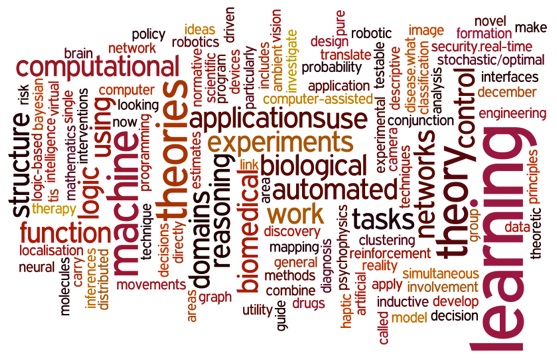 policy
ideas
driven
pure
robotic
image
novel
make
brain
network
robotics
design
formation
computational
normative
scientific
program
devices
particularly
includes
ambient vision
investigate
translate
probability
testable
descriptive
disease.what
classification
analysis
security.real-time
stochastic/optimal
risk
computer
looking
now
application
computer-assisted
experimental
camera
interfaces
december
structure
logic-based
bayesian
tis
intelligence
virtual
mathematics
single
interventions
using
logic
machine
programming
theories
applications
use
conjunction
control
engineering
experiments
estimates
link
biological
area
techniques
networks
theory
learning
therapy
function
technique
decisions
directly
domains
reasoning
biomedical
automated
work
tasks
group
data
principles
theoretic
localisation
neural
molecules
carry
inferences
distributed
movements
areas
graph
discovery
mapping
general
methods
combine
utility
guide
drugs
diagnosis
psychophysics
haptic
artificial
clustering
reinforcement
reality
apply
called
simultaneous
involvement
inductive
develop
model
decision